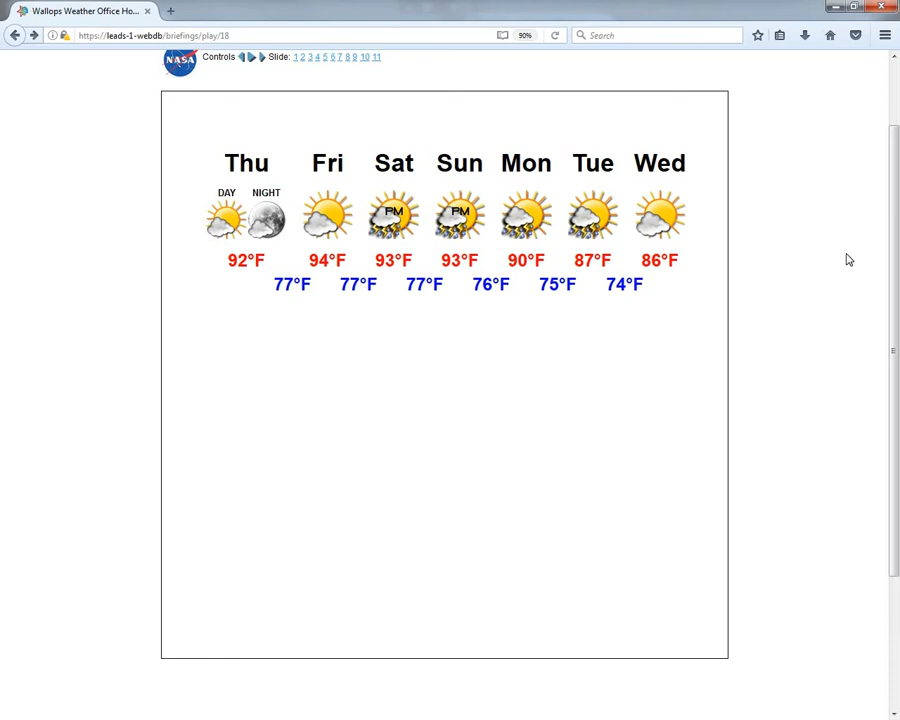 Wallops Weather Office Ho...
https://leads-1-webdb/briefings/play/18
90%
Search
NASA
Controls Slide: 1 2 3 4 5 6 7 8 9 10 11
Thu Fri Sat Sun Mon Tue Wed
DAY NIGHT
PM PM
92°F 94°F 93°F 93°F 90°F 87°F 86°F
77°F 77°F 77°F 76°F 75°F 74°F